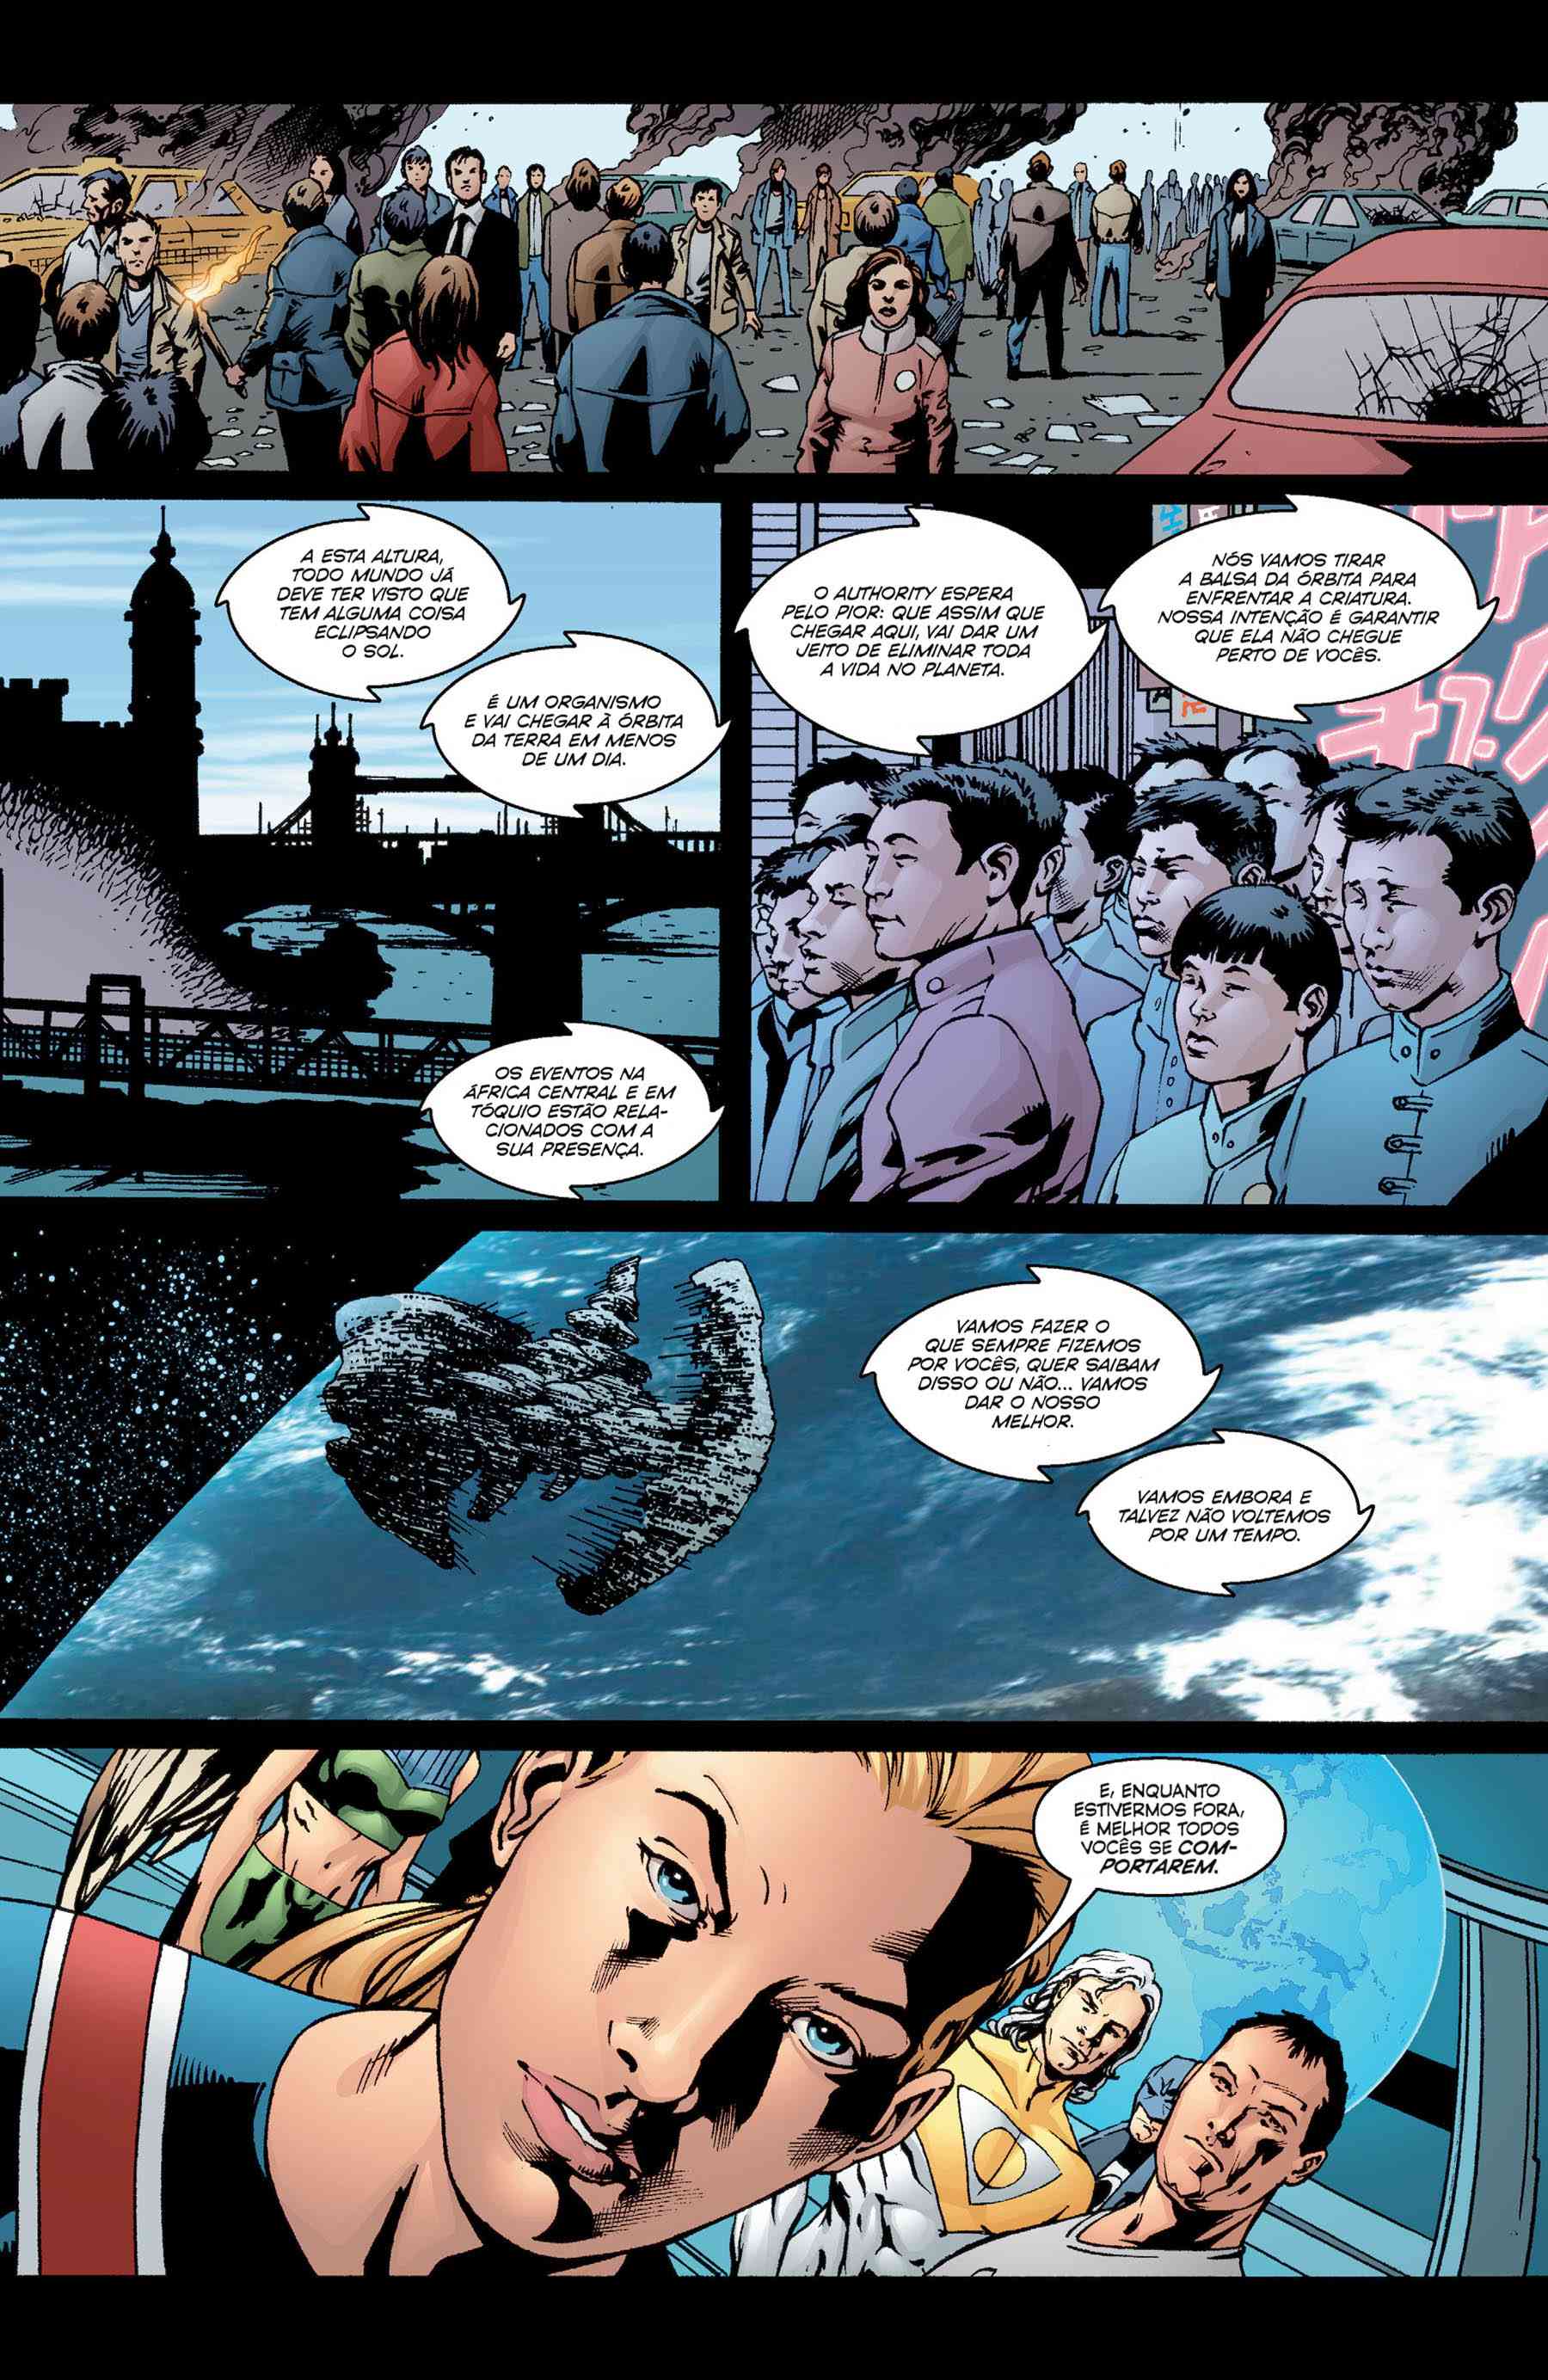 A ESTA ALTURA,
TODO MUNDO JÁ
DEVE TER VISTO QUE
TEM ALGUMA COISA
ECLIPSANDO
O SOL.
É UM ORGANISMO
E VAI CHEGAR À ÓRBITA
DA TERRA EM MENOS
DE UM DIA.
OS EVENTOS NA
ÁFRICA CENTRAL E EM
TÓQUIO ESTÃO RELA-
CIONADOS COM A
SUA PRESENÇA.
O AUTHORITY ESPERA
PELO PIOR: QUE ASSIM QUE
CHEGAR AQUI, VAI DAR UM
JEITO DE ELIMINAR TODA
A VIDA NO PLANETA.
NÓS VAMOS TIRAR
A BALSA DA ÓRBITA PARA
ENFRENTAR A CRIATURA.
NOSSA INTENÇÃO É GARANTIR
QUE ELA NÃO CHEGUE
PERTO DE VOCÊS.
VAMOS FAZER O
QUE SEMPRE FIZEMOS
POR VOCÊS, QUER SAIBAM
DISSO OU NÃO... VAMOS
DAR O NOSSO
MELHOR.
VAMOS EMBORA E
TALVEZ NÃO VOLTEMOS
POR UM TEMPO.
E, ENQUANTO
ESTIVERMOS FORA,
É MELHOR TODOS
VOCÊS SE COM-
PORTAREM.